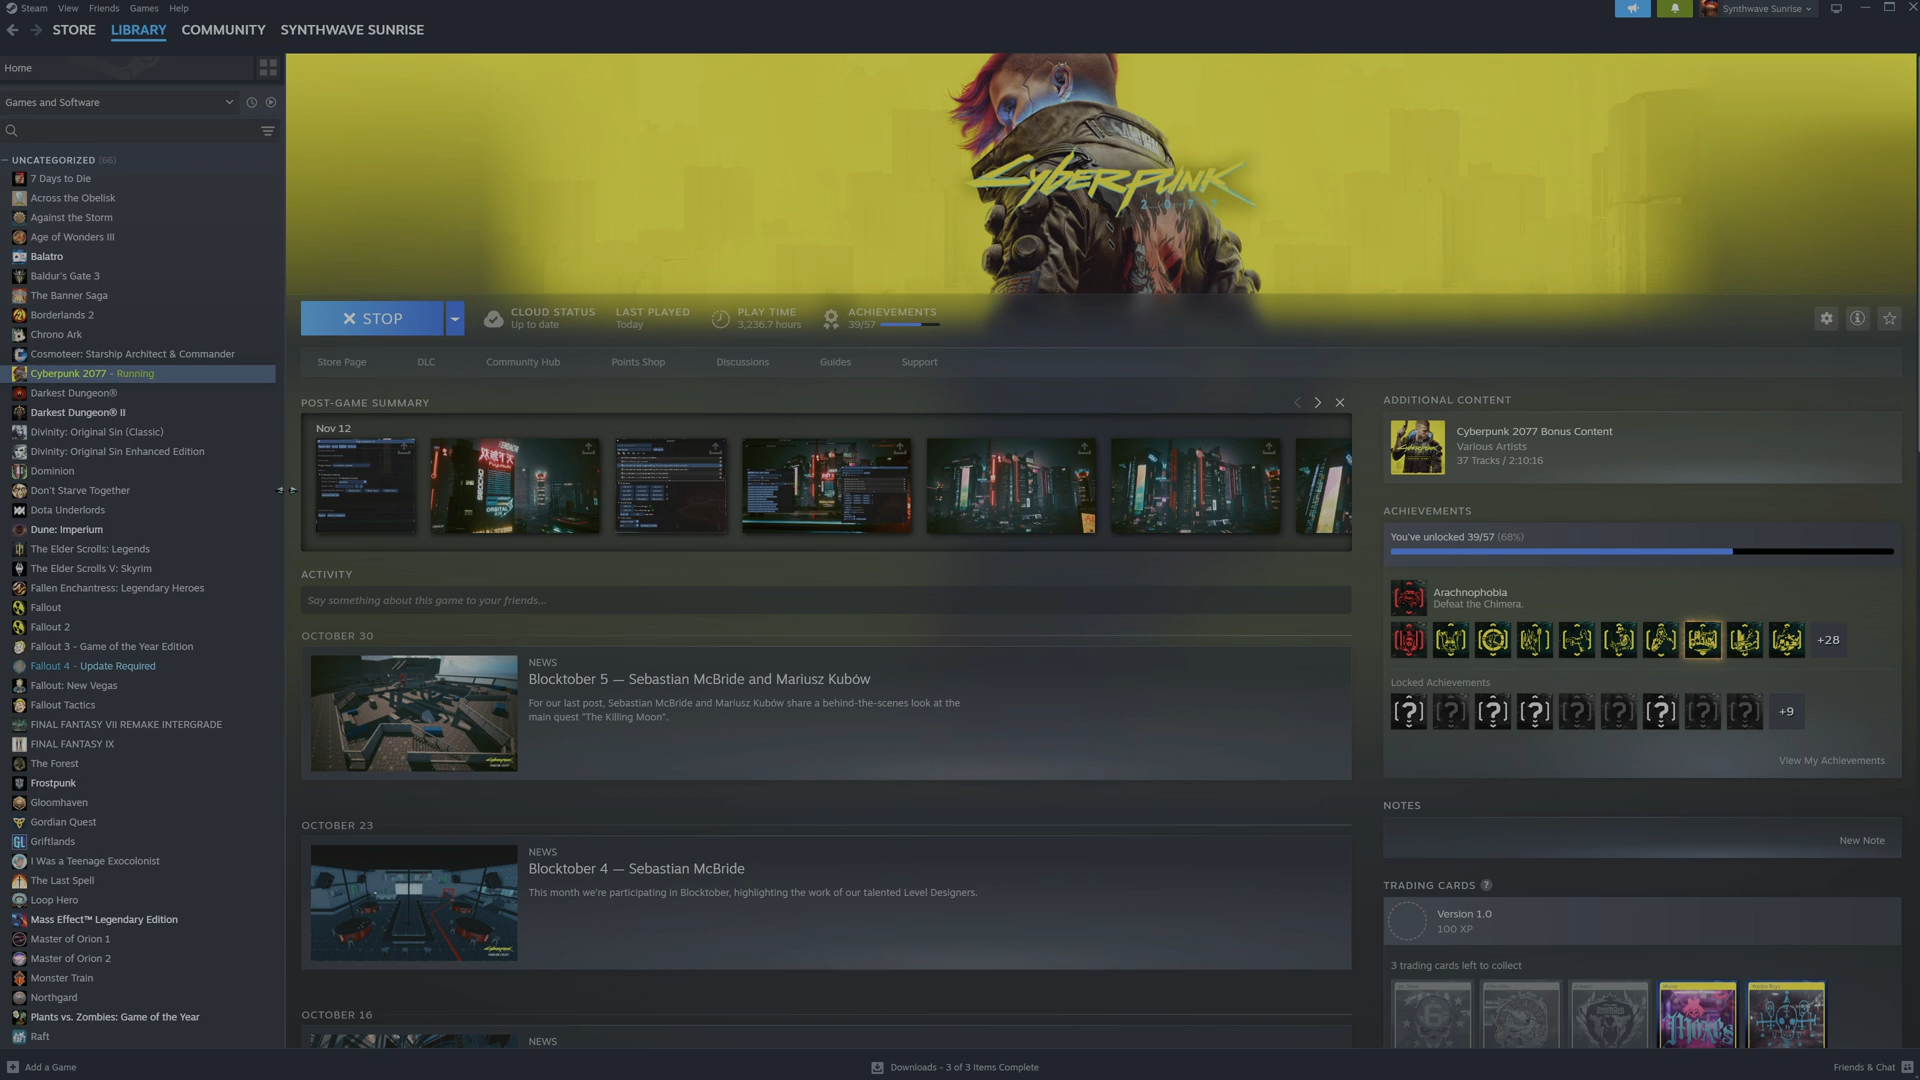 Steam View Friends Games Help
Synthwave Sunrise
STORE LIBRARY COMMUNITY SYNTHWAVE SUNRISE
Home
Games and Software
UNCATEGORIZED (66)
7 Days to Die
Across the Obelisk
Against the Storm
Age of Wonders III
Balatro
Baldur's Gate 3
The Banner Saga
Borderlands 2
Chrono Ark
Cosmoteer: Starship Architect & Commander
Cyberpunk 2077 - Running
Darkest Dungeon®
Darkest Dungeon® II
Divinity: Original Sin (Classic)
Divinity: Original Sin Enhanced Edition
Dominion
Don't Starve Together
Dota Underlords
Dune: Imperium
The Elder Scrolls: Legends
The Elder Scrolls V: Skyrim
Fallen Enchantress: Legendary Heroes
Fallout
Fallout 2
Fallout 3 - Game of the Year Edition
Fallout 4 - Update Required
Fallout: New Vegas
Fallout Tactics
FINAL FANTASY VII REMAKE INTERGRADE
FINAL FANTASY IX
The Forest
Frostpunk
Gloomhaven
Gordian Quest
Griftlands
I Was a Teenage Exocolonist
The Last Spell
Loop Hero
Mass Effect™ Legendary Edition
Master of Orion 1
Master of Orion 2
Monster Train
Northgard
Plants vs. Zombies: Game of the Year
Raft
Add a Game
CYBERPUNK
2077
STOP
CLOUD STATUS
Up to date
LAST PLAYED
Today
PLAY TIME
3,236.7 hours
ACHIEVEMENTS
39/57
Store Page DLC Community Hub Points Shop Discussions Guides Support
POST-GAME SUMMARY
Nov 12
ACTIVITY
Say something about this game to your friends...
OCTOBER 30
NEWS
Blocktober 5 — Sebastian McBride and Mariusz Kubów
For our last post, Sebastian McBride and Mariusz Kubów share a behind-the-scenes look at the
main quest "The Killing Moon".
OCTOBER 23
NEWS
Blocktober 4 — Sebastian McBride
This month we're participating in Blocktober, highlighting the work of our talented Level Designers.
OCTOBER 16
NEWS
ADDITIONAL CONTENT
Cyberpunk 2077 Bonus Content
Various Artists
37 Tracks / 2:10:16
ACHIEVEMENTS
You've unlocked 39/57 (68%)
Arachnophobia
Defeat the Chimera.
+28
Locked Achievements
+9
View My Achievements
NOTES
New Note
TRADING CARDS ?
Version 1.0
100 XP
3 trading cards left to collect
Moxes
Downloads - 3 of 3 Items Complete
Friends & Chat